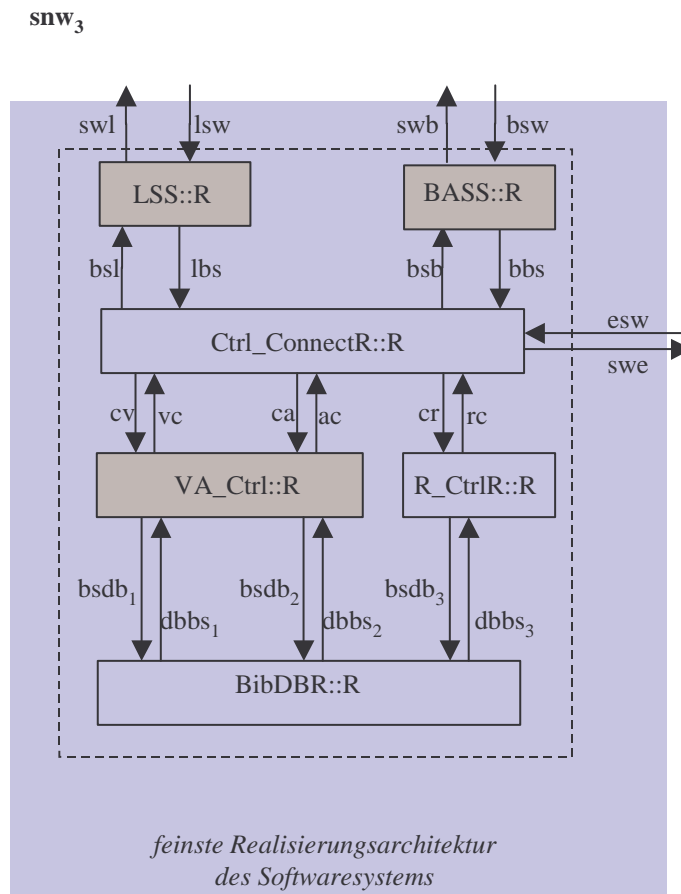 snw₃
swl lsw swb bsw
LSS::R BASS::R
bsl lbs bsb bbs
esw
Ctrl_ConnectR::R
swe
cv vc ca ac cr rc
VA_Ctrl::R R_CtrlR::R
bsdb₁ bsdb₂ bsdb₃
dbbs₁ dbbs₂ dbbs₃
BibDBR::R
feinste Realisierungsarchitektur
des Softwaresystems